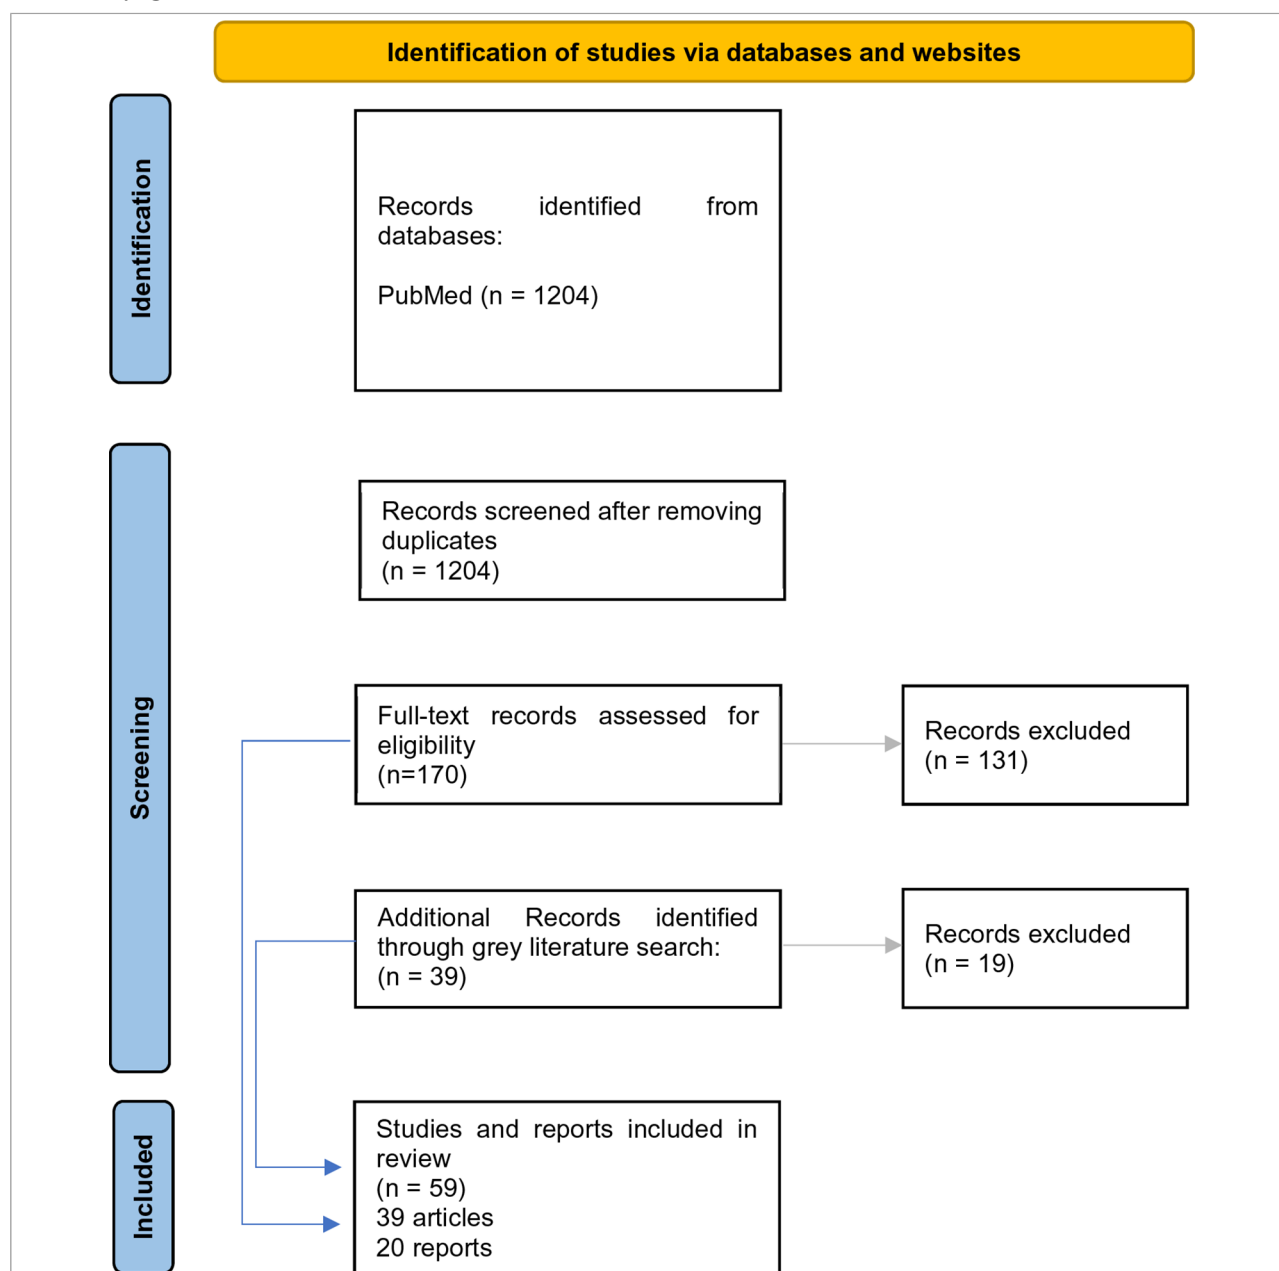 Identification of studies via databases and websites
Identification
Records identified from
databases:
PubMed (n = 1204)
Screening
Records screened after removing
duplicates
(n = 1204)
Full-text records assessed for
eligibility
(n=170)
Records excluded
(n = 131)
Additional Records identified
through grey literature search:
(n = 39)
Records excluded
(n = 19)
Included
Studies and reports included in
review
(n = 59)
39 articles
20 reports